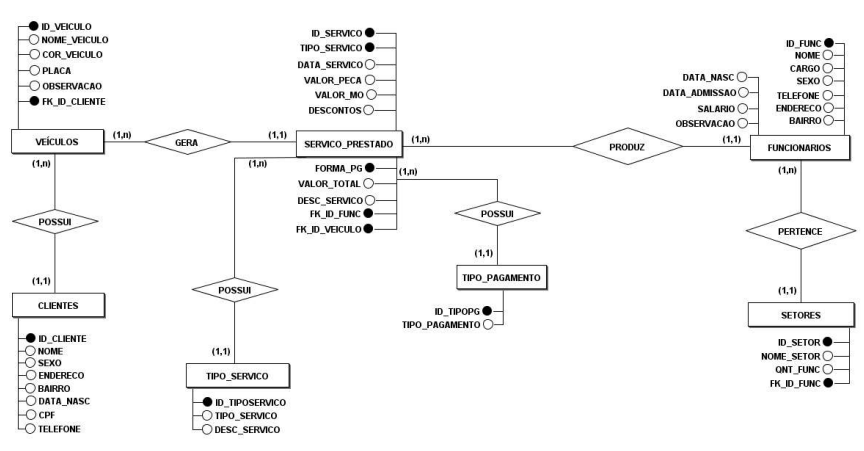 ID_VEICULO
NOME_VEICULO
COR_VEICULO
PLACA
OBSERVACAO
FK_ID_CLIENTE
VEÍCULOS
(1,n)
GERA
(1,1)
(1,n)
POSSUI
(1,1)
CLIENTES
ID_CLIENTE
NOME
SEXO
ENDERECO
BAIRRO
DATA_NASC
CPF
TELEFONE
ID_SERVICO
TIPO_SERVICO
DATA_SERVICO
VALOR_PECA
VALOR_MO
DESCONTOS
SERVICO_PRESTADO
(1,n)
(1,n)
(1,n)
FORMA_PG
VALOR_TOTAL
DESC_SERVICO
FK_ID_FUNC
FK_ID_VEICULO
POSSUI
(1,1)
TIPO_SERVICO
ID_TIPOSERVICO
TIPO_SERVICO
DESC_SERVICO
POSSUI
(1,1)
TIPO_PAGAMENTO
ID_TIPOPG
TIPO_PAGAMENTO
PRODUZ
(1,1)
ID_FUNC
NOME
CARGO
SEXO
TELEFONE
ENDERECO
BAIRRO
DATA_NASC
DATA_ADMISSAO
SALARIO
OBSERVACAO
FUNCIONARIOS
(1,n)
PERTENCE
(1,1)
SETORES
ID_SETOR
NOME_SETOR
QNT_FUNC
FK_ID_FUNC